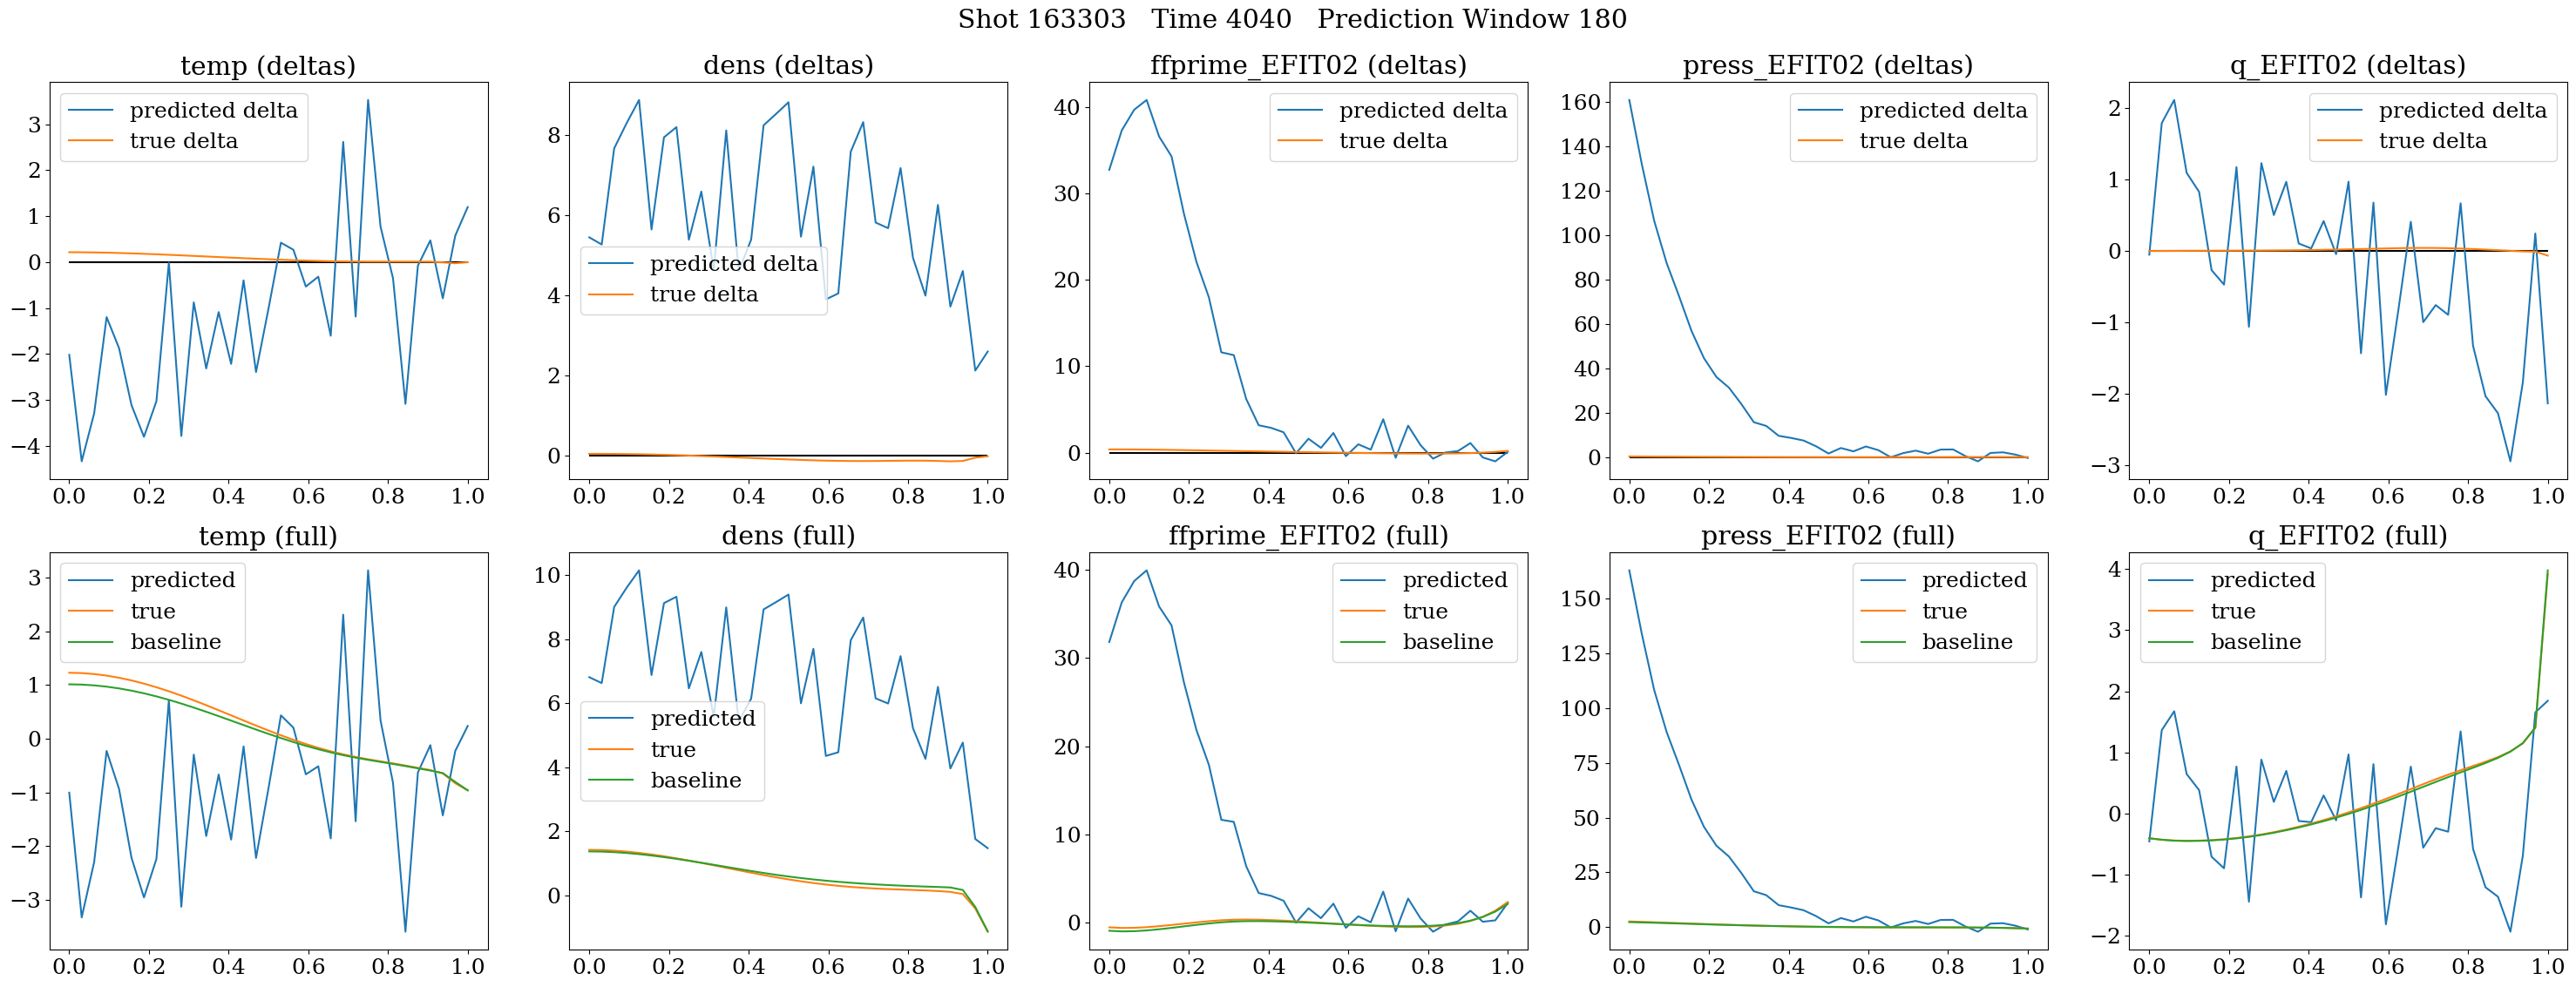 Shot 163303   Time 4040   Prediction Window 180
temp (deltas)
predicted delta
true delta
3
2
1
0
−1
−2
−3
−4
0.0 0.2 0.4 0.6 0.8 1.0
dens (deltas)
predicted delta
true delta
8
6
4
2
0
0.0 0.2 0.4 0.6 0.8 1.0
ffprime_EFIT02 (deltas)
predicted delta
true delta
40
30
20
10
0
0.0 0.2 0.4 0.6 0.8 1.0
press_EFIT02 (deltas)
predicted delta
true delta
160
140
120
100
80
60
40
20
0
0.0 0.2 0.4 0.6 0.8 1.0
q_EFIT02 (deltas)
predicted delta
true delta
2
1
0
−1
−2
−3
0.0 0.2 0.4 0.6 0.8 1.0
temp (full)
predicted
true
baseline
3
2
1
0
−1
−2
−3
0.0 0.2 0.4 0.6 0.8 1.0
dens (full)
predicted
true
baseline
10
8
6
4
2
0
0.0 0.2 0.4 0.6 0.8 1.0
ffprime_EFIT02 (full)
predicted
true
baseline
40
30
20
10
0
0.0 0.2 0.4 0.6 0.8 1.0
press_EFIT02 (full)
predicted
true
baseline
150
125
100
75
50
25
0
0.0 0.2 0.4 0.6 0.8 1.0
q_EFIT02 (full)
predicted
true
baseline
4
3
2
1
0
−1
−2
0.0 0.2 0.4 0.6 0.8 1.0